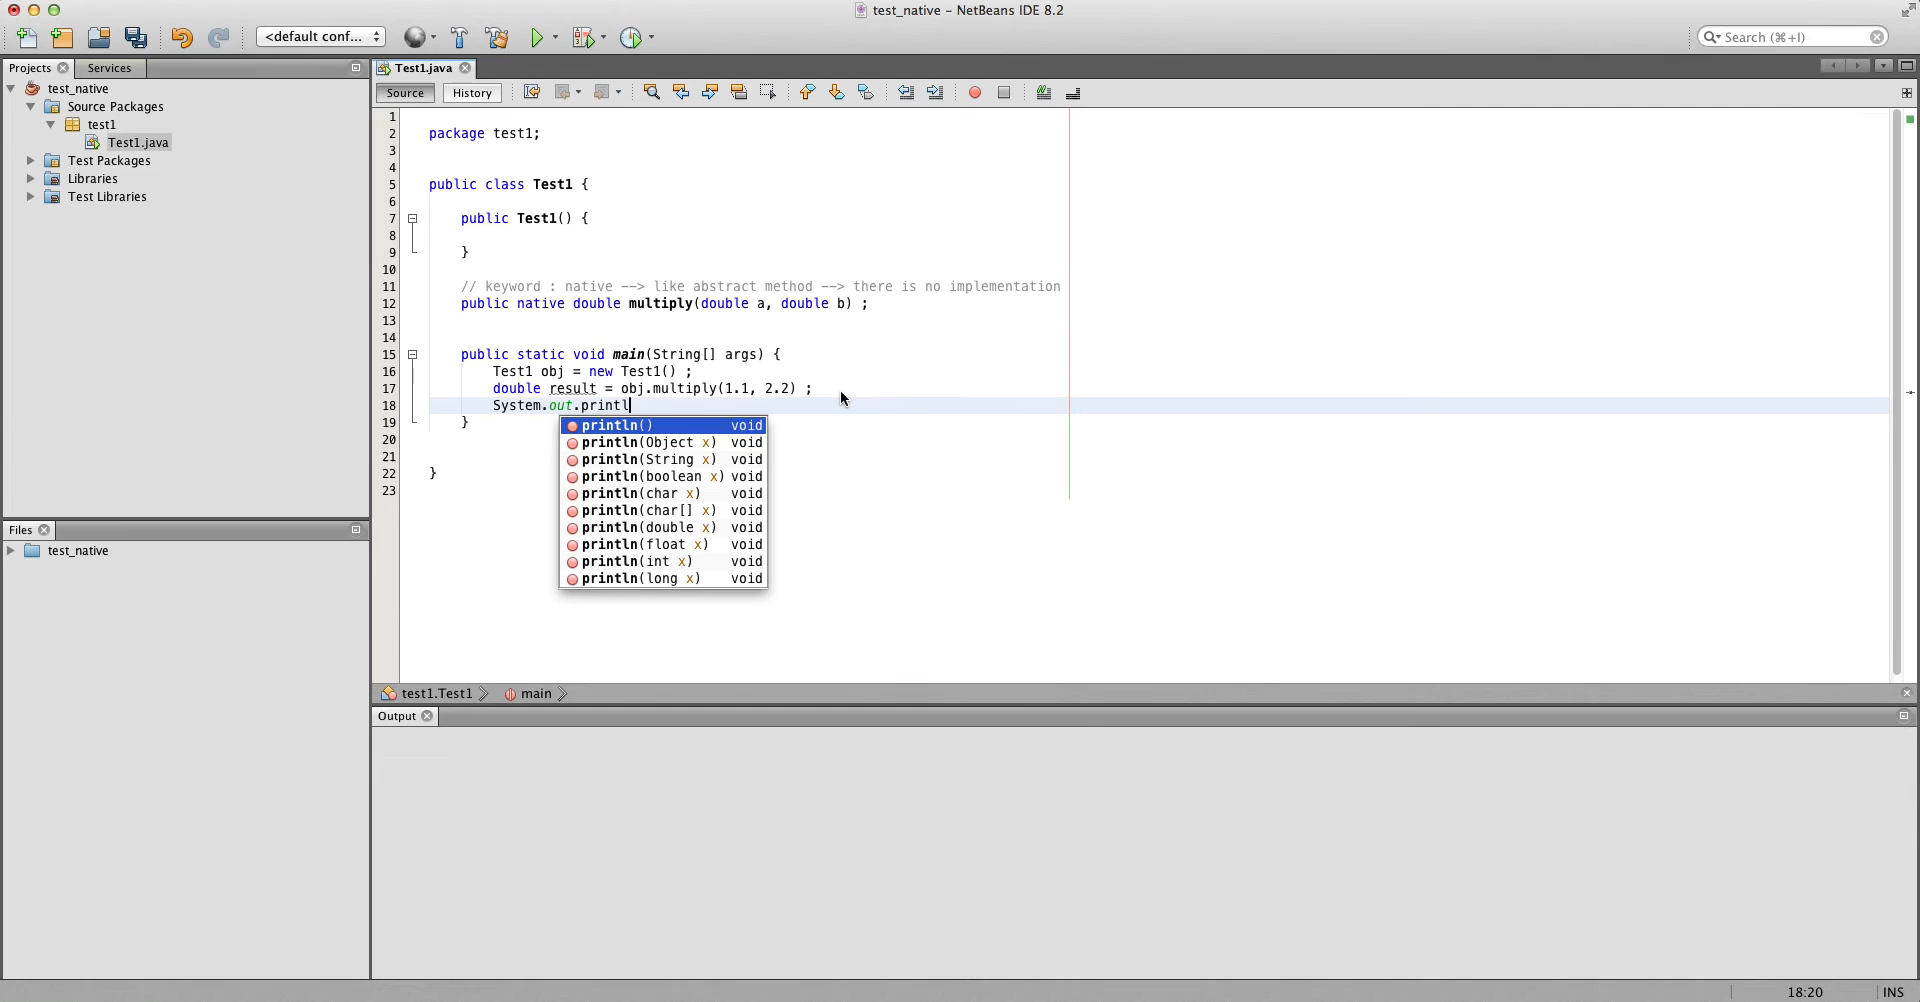 test_native – NetBeans IDE 8.2
<default conf...
Search (⌘+I)
Projects
Services
test_native
Source Packages
test1
Test1.java
Test Packages
Libraries
Test Libraries
Files
test_native
Test1.java
Source
History
1
2 package test1;
3
4
5 public class Test1 {
6
7 public Test1() {
8
9 }
10
11 // keyword : native --> like abstract method --> there is no implementation
12 public native double multiply(double a, double b) ;
13
14
15 public static void main(String[] args) {
16 Test1 obj = new Test1() ;
17 double result = obj.multiply(1.1, 2.2) ;
18 System.out.printl
19 }
20
21
22 }
23
println() void
println(Object x) void
println(String x) void
println(boolean x) void
println(char x) void
println(char[] x) void
println(double x) void
println(float x) void
println(int x) void
println(long x) void
test1.Test1
main
Output
18:20
INS